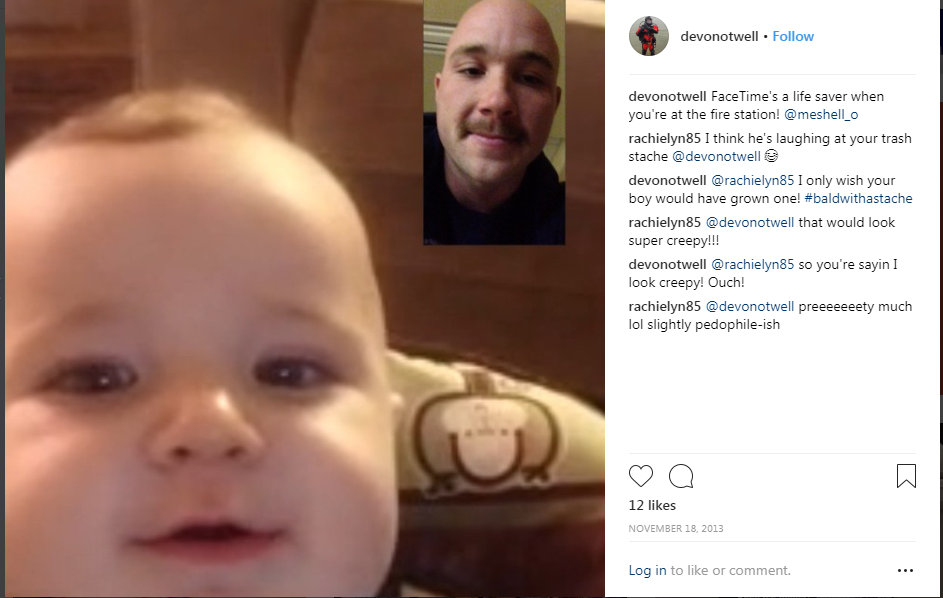 devonotwell • Follow
devonotwell FaceTime's a life saver when
you're at the fire station! @meshell_o
rachielyn85 I think he's laughing at your trash
stache @devonotwell 😂
devonotwell @rachielyn85 I only wish your
boy would have grown one! #baldwithastache
rachielyn85 @devonotwell that would look
super creepy!!!
devonotwell @rachielyn85 so you're sayin I
look creepy! Ouch!
rachielyn85 @devonotwell preeeeeeety much
lol slightly pedophile-ish
12 likes
NOVEMBER 18, 2013
Log in to like or comment.